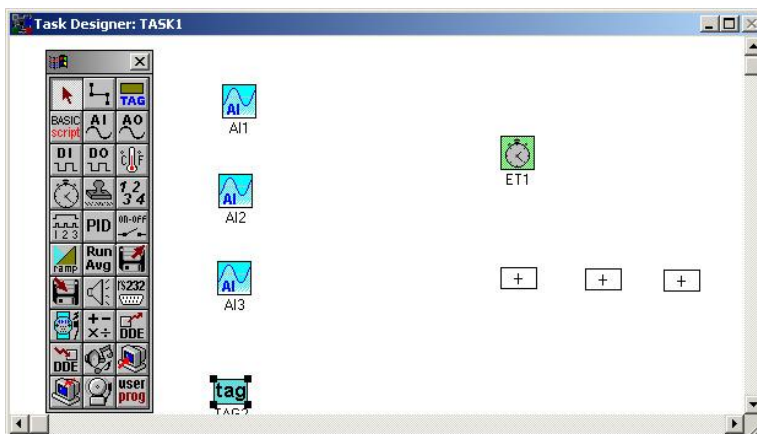 Task Designer: TASK1
TAG
BASIC script
AI
AO
DI
DO
°C °F
1 2 3 4
1 2 3
PID
on-off
ramp
Run Avg
rs232
+ - × ÷
DDE
DDE
user prog
AI
AI1
AI
AI2
AI
AI3
tag
TAG2
ET1
+ + +